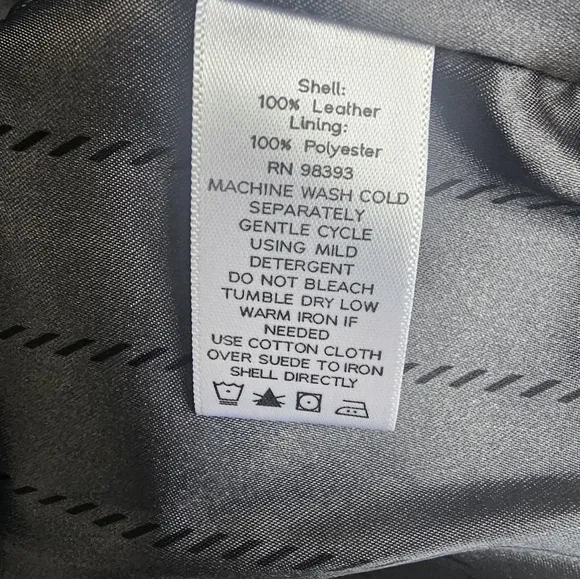 Shell:
100% Leather
Lining:
100% Polyester
RN 98393
MACHINE WASH COLD
SEPARATELY
GENTLE CYCLE
USING MILD
DETERGENT
DO NOT BLEACH
TUMBLE DRY LOW
WARM IRON IF
NEEDED
USE COTTON CLOTH
OVER SUEDE TO IRON
SHELL DIRECTLY